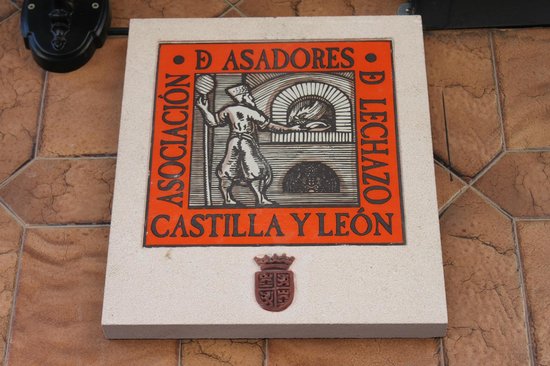 ASOCIACIÓN
D ASADORES
D LECHAZO
CASTILLA Y LEÓN